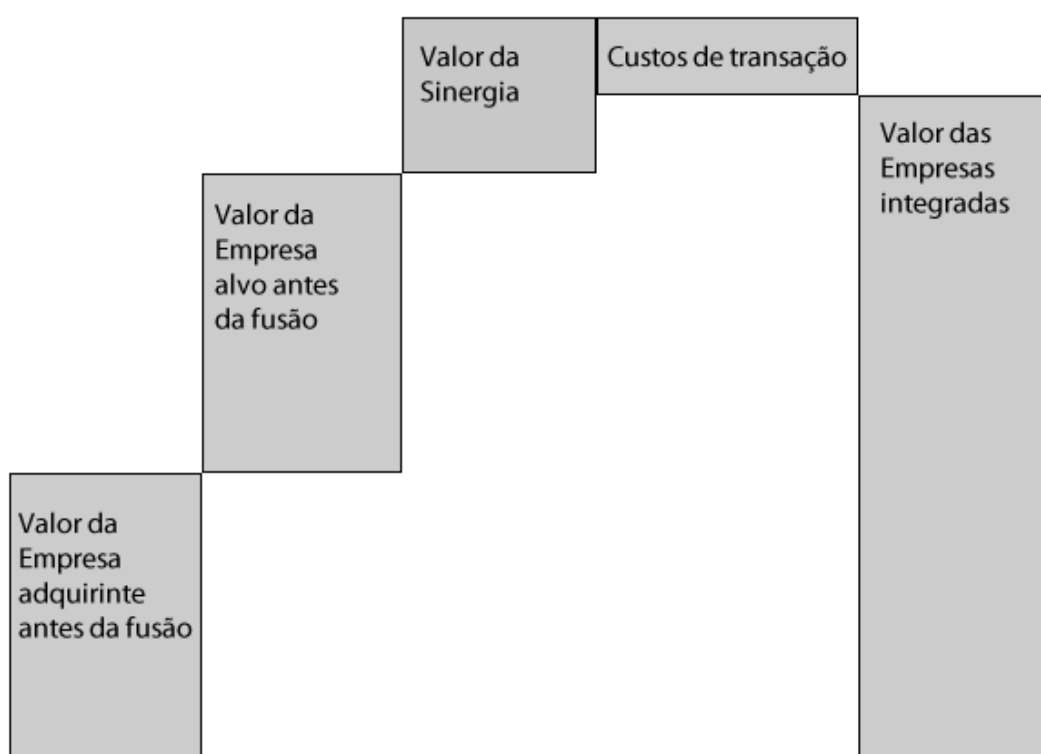 Valor da
Empresa
adquirinte
antes da fusão
Valor da
Empresa
alvo antes
da fusão
Valor da
Sinergia
Custos de transação
Valor das
Empresas
integradas